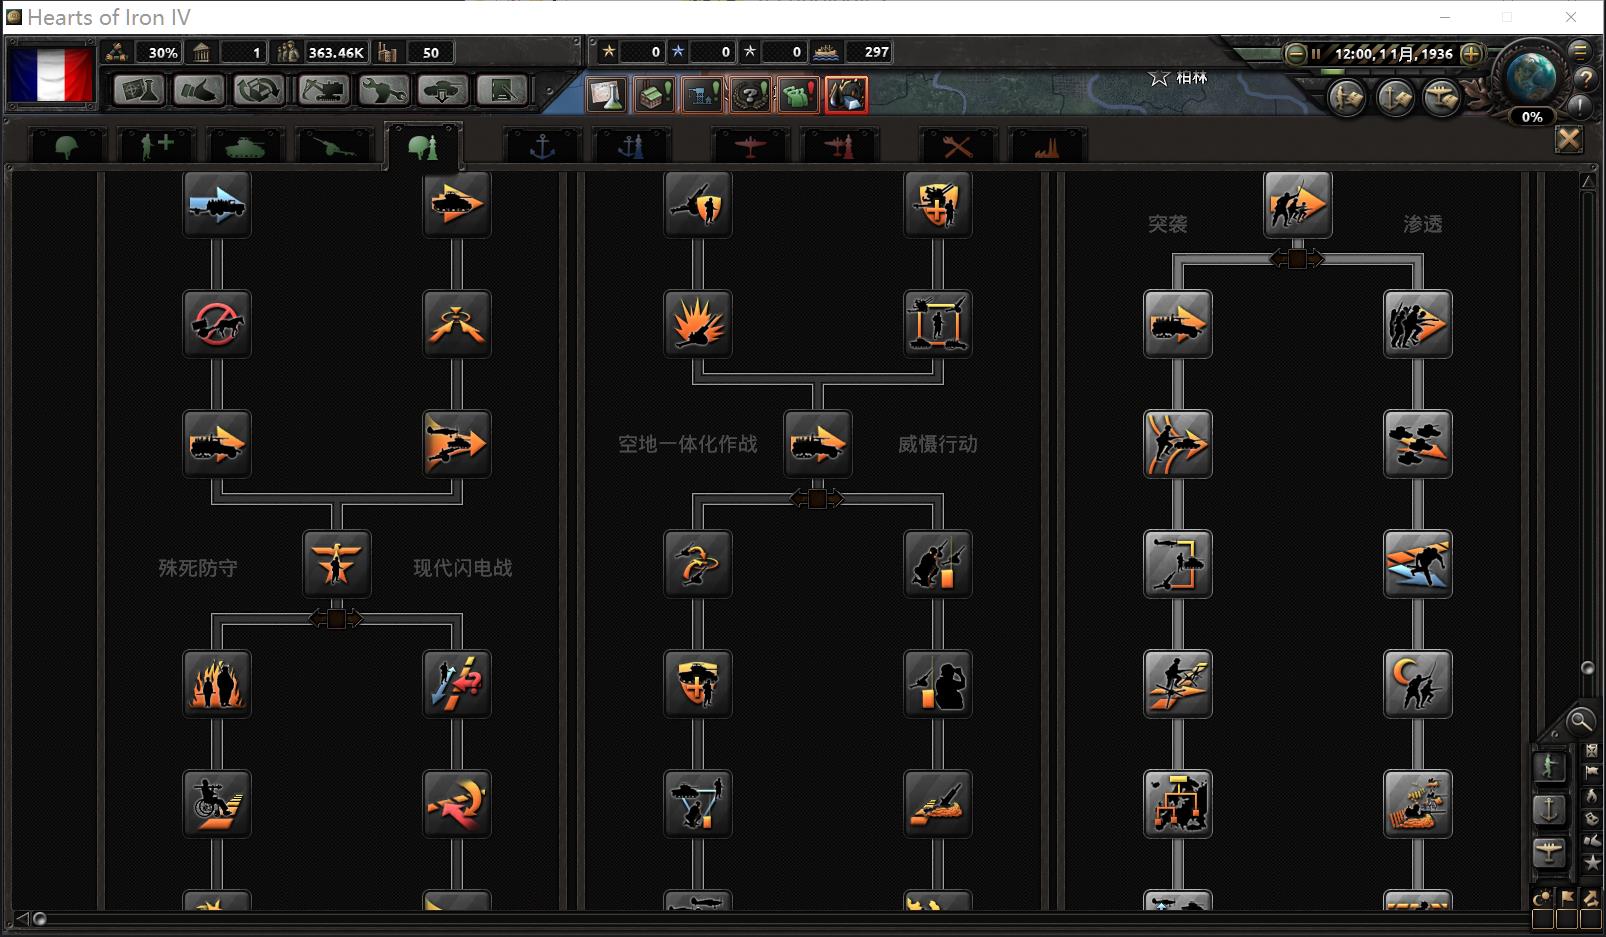 Hearts of Iron IV
30% 1 363.46K 50 0 0 0 297 12:00, 1 1月, 1936
柏林
0%
突袭 渗透
空地一体化作战 威慑行动
殊死防守 现代闪电战